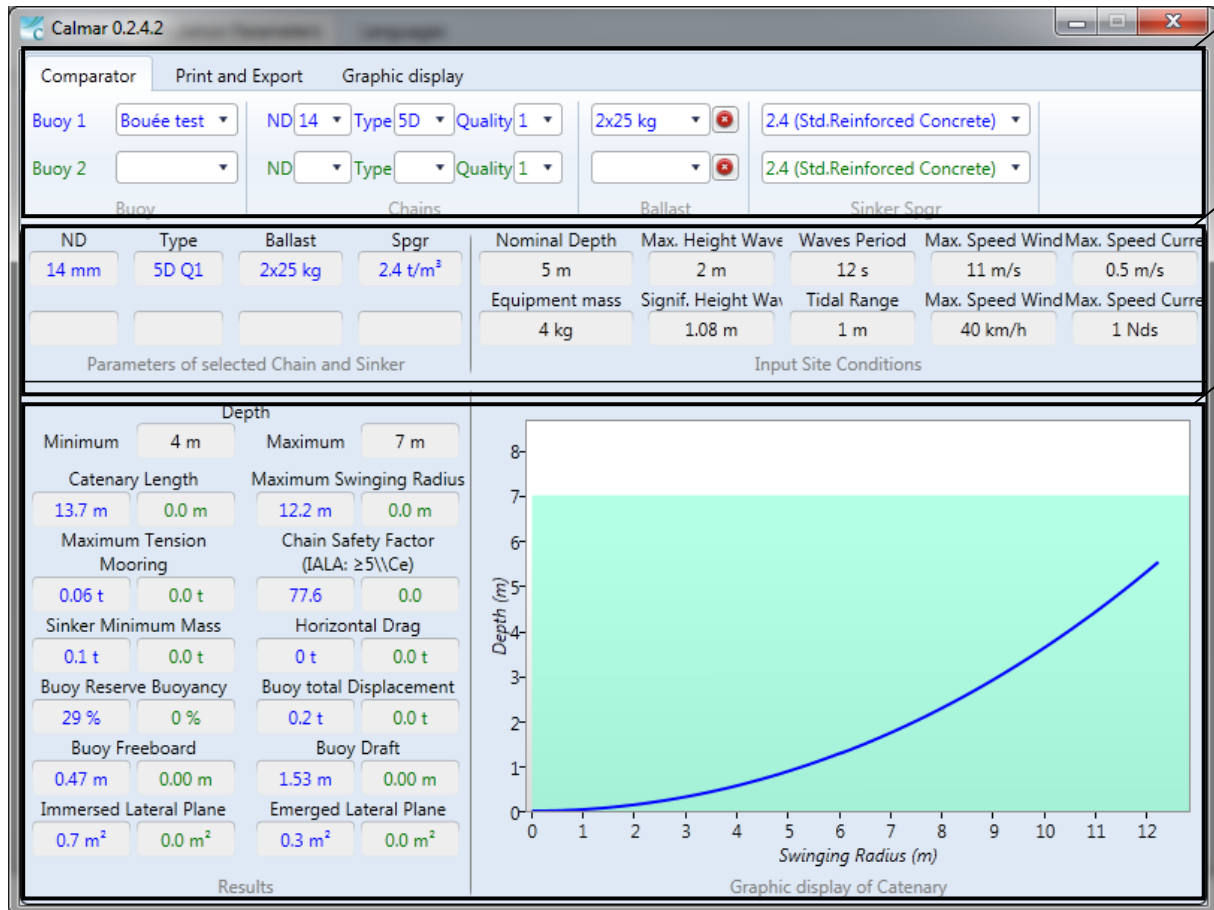 Calmar 0.2.4.2
Languages
Comparator Print and Export Graphic display
Buoy 1 Bouée test ND 14 Type 5D Quality 1 2x25 kg 2.4 (Std.Reinforced Concrete)
Buoy 2 ND Type Quality 1 2.4 (Std.Reinforced Concrete)
Buoy Chains Ballast Sinker Spgr
ND Type Ballast Spgr
14 mm 5D Q1 2x25 kg 2.4 t/m³
Parameters of selected Chain and Sinker
Nominal Depth Max. Height Wave Waves Period Max. Speed Wind Max. Speed Curre
5 m 2 m 12 s 11 m/s 0.5 m/s
Equipment mass Signif. Height Wav Tidal Range Max. Speed Wind Max. Speed Curre
4 kg 1.08 m 1 m 40 km/h 1 Nds
Input Site Conditions
Depth
Minimum 4 m Maximum 7 m
Catenary Length Maximum Swinging Radius
13.7 m 0.0 m 12.2 m 0.0 m
Maximum Tension Chain Safety Factor
Mooring (IALA: ≥5\\Ce)
0.06 t 0.0 t 77.6 0.0
Sinker Minimum Mass Horizontal Drag
0.1 t 0.0 t 0 t 0.0 t
Buoy Reserve Buoyancy Buoy total Displacement
29 % 0 % 0.2 t 0.0 t
Buoy Freeboard Buoy Draft
0.47 m 0.00 m 1.53 m 0.00 m
Immersed Lateral Plane Emerged Lateral Plane
0.7 m² 0.0 m² 0.3 m² 0.0 m²
Results
Depth (m)
8
7
6
5
4
3
2
1
0
0 1 2 3 4 5 6 7 8 9 10 11 12
Swinging Radius (m)
Graphic display of Catenary